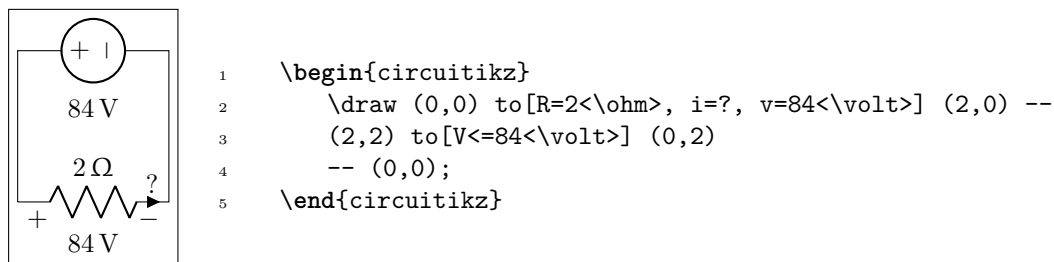 + −
84 V
2 Ω
?
+ −
84 V
1 \begin{circuitikz}
2 \draw (0,0) to[R=2<\ohm>, i=?, v=84<\volt>] (2,0) --
3 (2,2) to[V<=84<\volt>] (0,2)
4 -- (0,0);
5 \end{circuitikz}